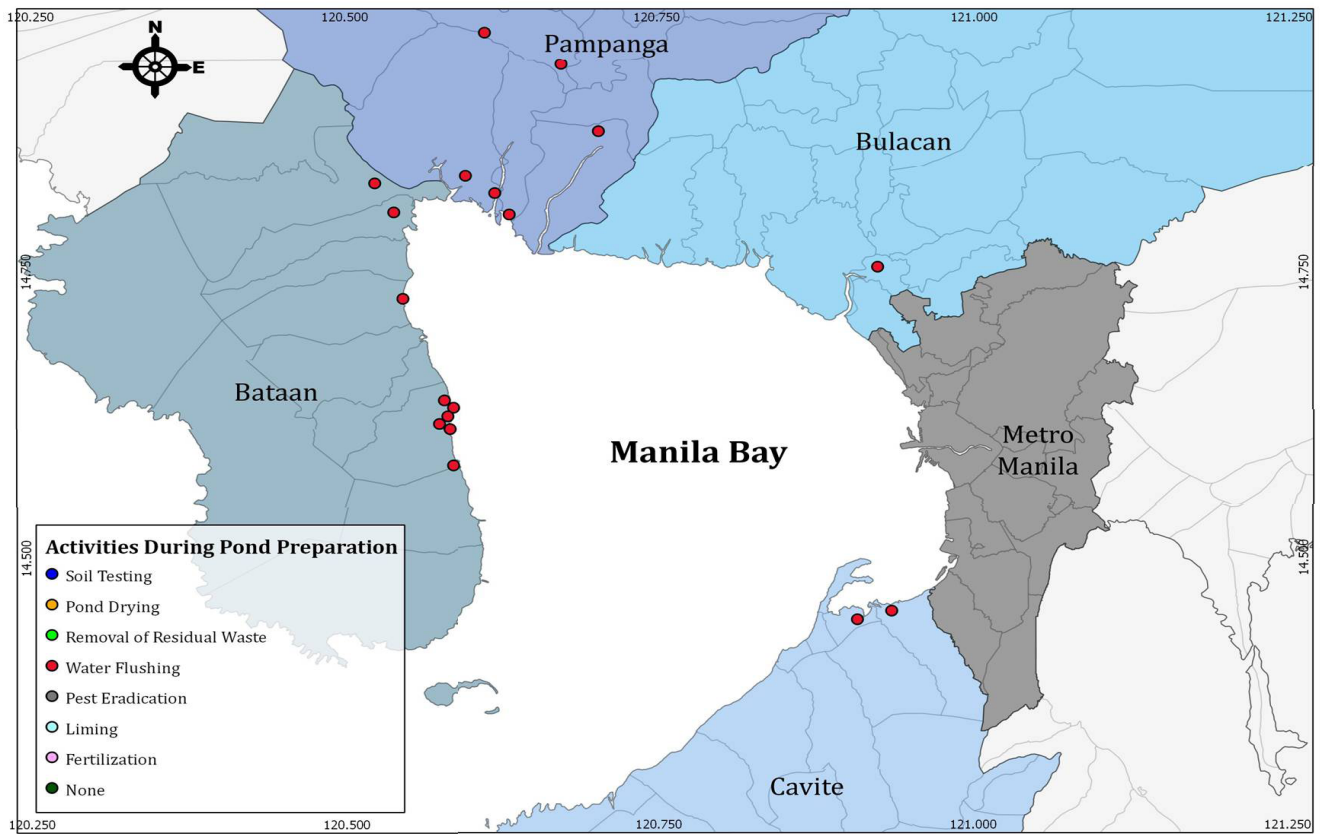 120.250
120.500
120.750
121.000
121.250
N
E
Pampanga
Bulacan
14.750
14.750
Bataan
Manila Bay
Metro
Manila
14.500
14.500
Activities During Pond Preparation
Soil Testing
Pond Drying
Removal of Residual Waste
Water Flushing
Pest Eradication
Liming
Fertilization
None
Cavite
120.250
120.500
120.750
121.000
121.250